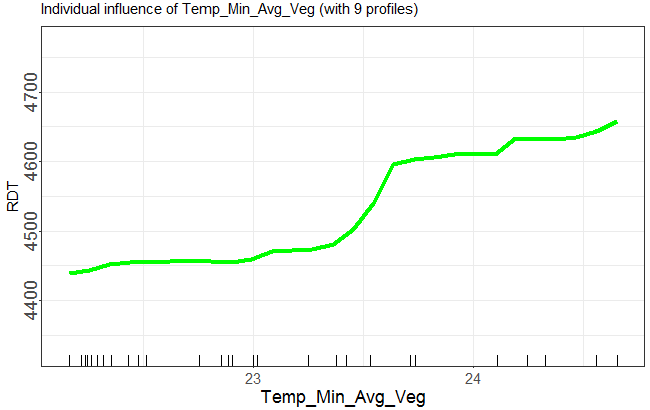 Individual influence of Temp_Min_Avg_Veg (with 9 profiles)
4700
4600
4500
4400
RDT
23 24
Temp_Min_Avg_Veg